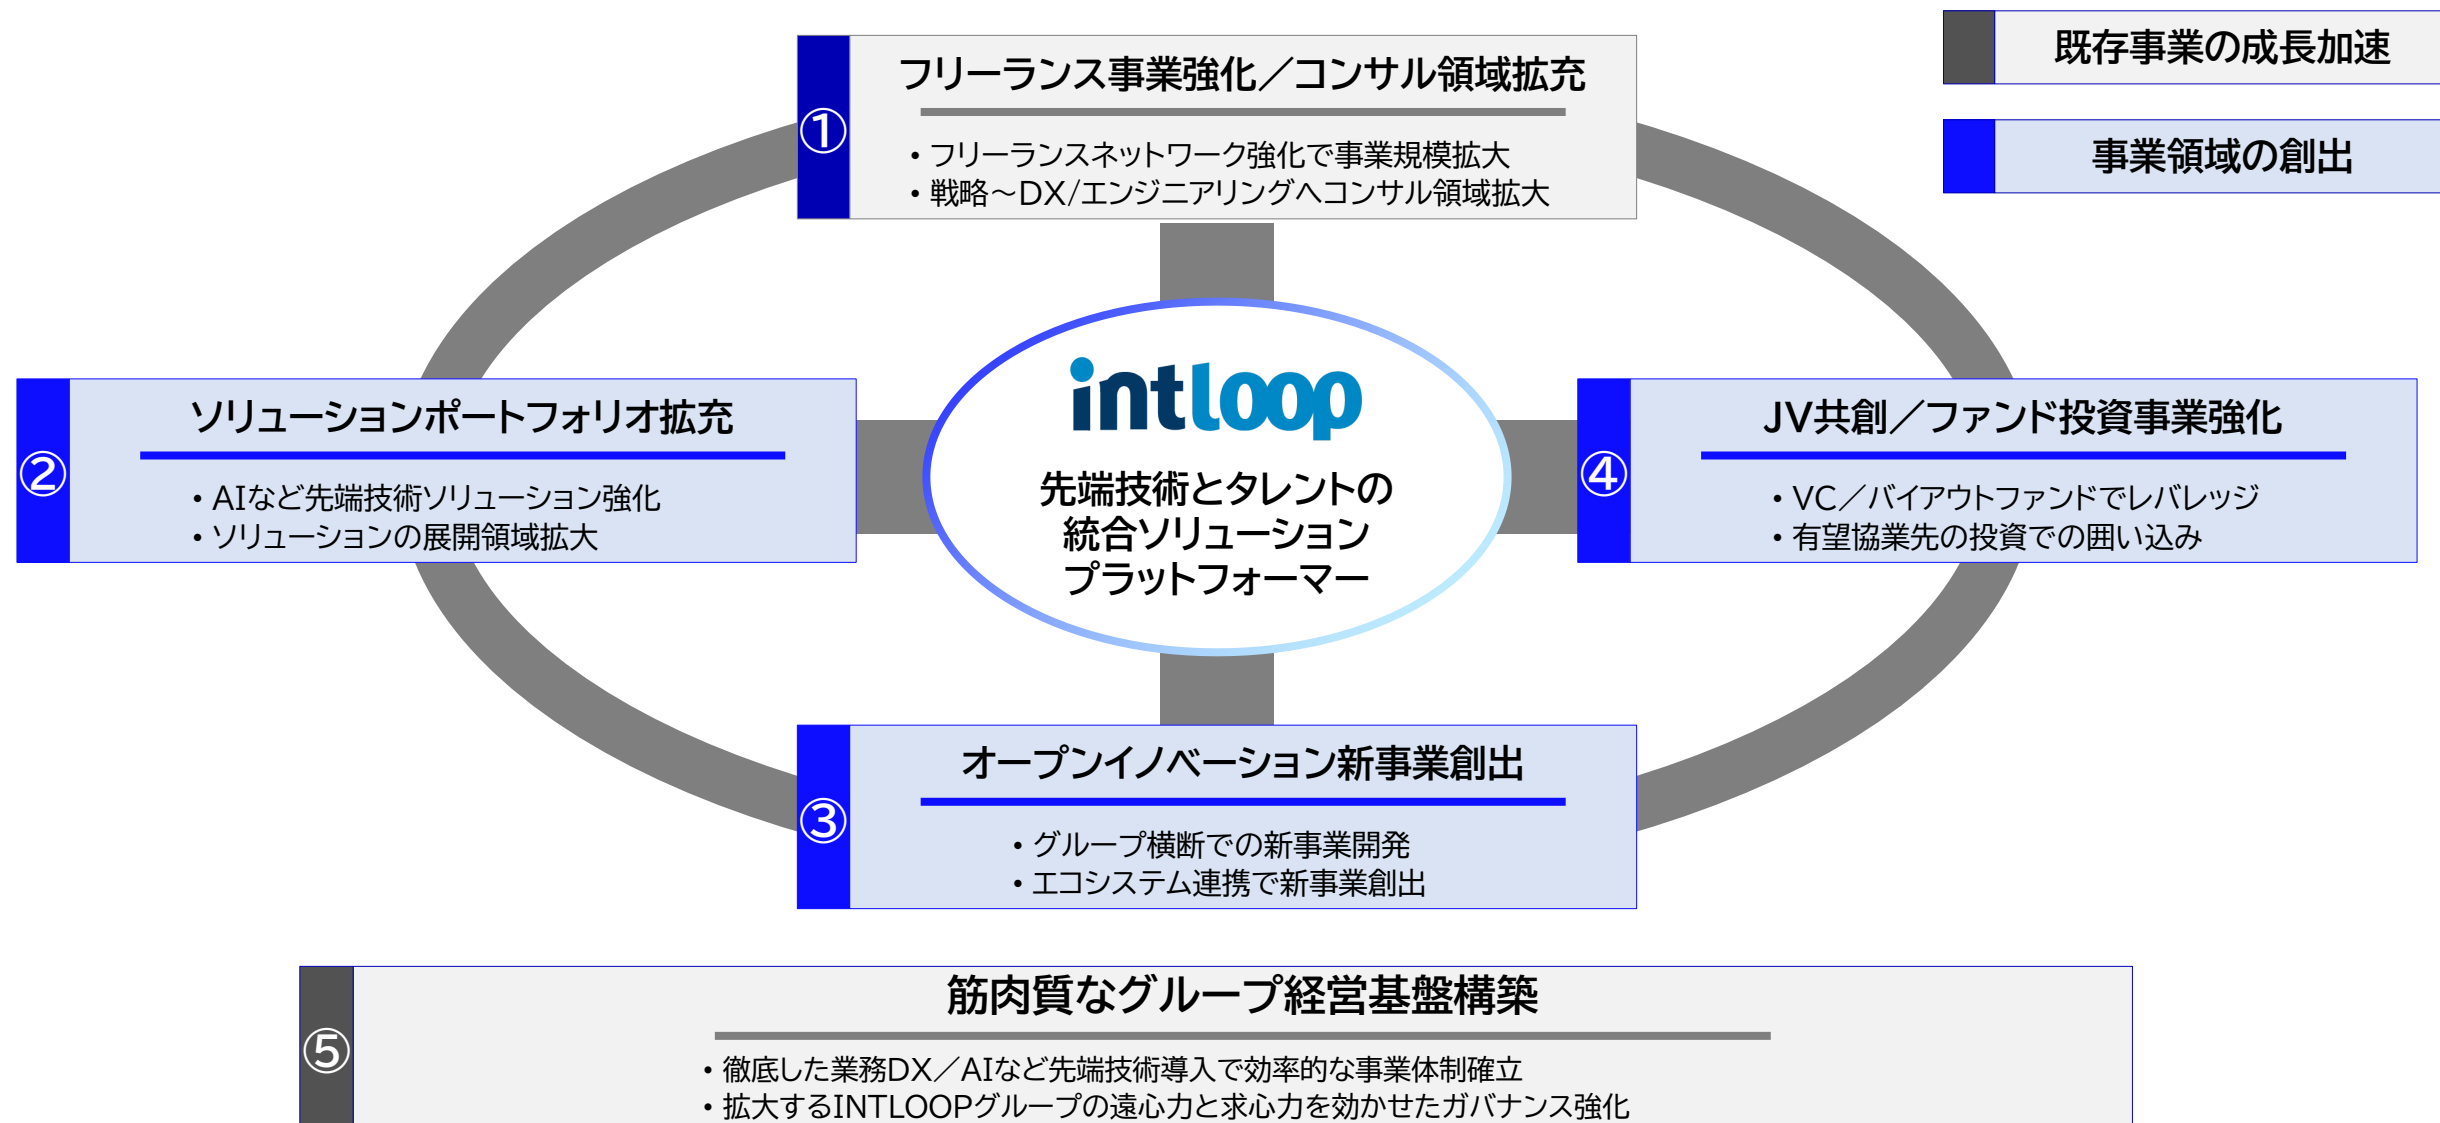 既存事業の成長加速
事業領域の創出
①
フリーランス事業強化／コンサル領域拡充
・フリーランスネットワーク強化で事業規模拡大
・戦略～DX/エンジニアリングへコンサル領域拡大
②
ソリューションポートフォリオ拡充
・AIなど先端技術ソリューション強化
・ソリューションの展開領域拡大
intloop
先端技術とタレントの
統合ソリューション
プラットフォーマー
④
JV共創／ファンド投資事業強化
・VC／バイアウトファンドでレバレッジ
・有望協業先の投資での囲い込み
③
オープンイノベーション新事業創出
・グループ横断での新事業開発
・エコシステム連携で新事業創出
⑤
筋肉質なグループ経営基盤構築
・徹底した業務DX／AIなど先端技術導入で効率的な事業体制確立
・拡大するINTLOOPグループの遠心力と求心力を効かせたガバナンス強化